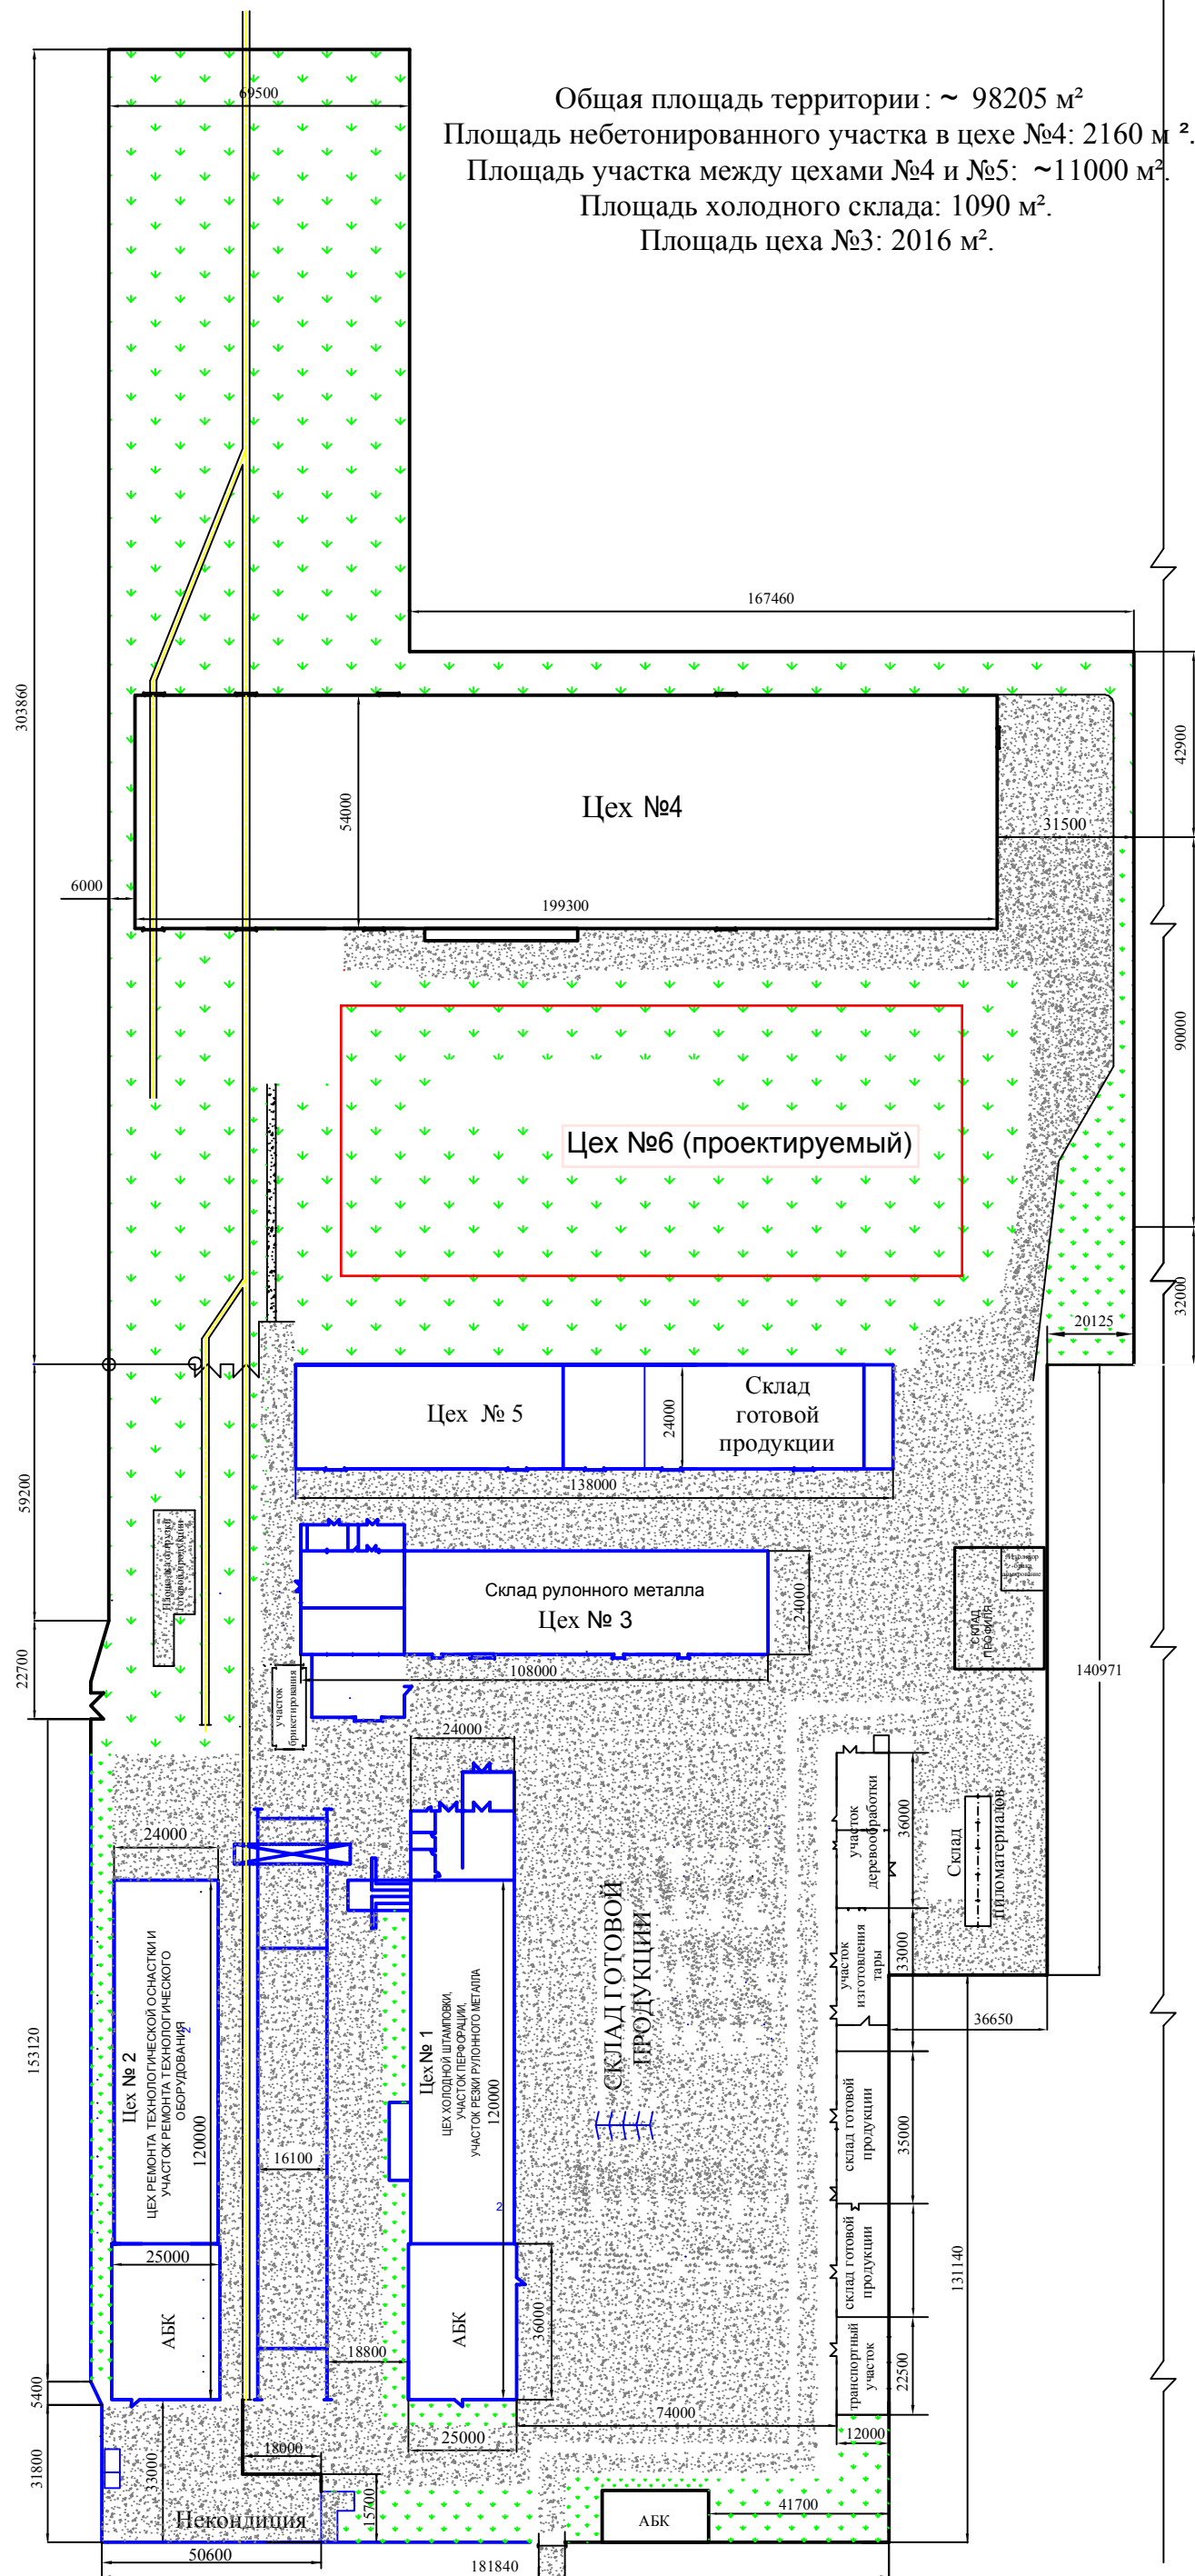 69500
Общая площадь территории: ~ 98205 м²
Площадь небетонированного участка в цехе №4: 2160 м ².
Площадь участка между цехами №4 и №5: ~11000 м².
Площадь холодного склада: 1090 м².
Площадь цеха №3: 2016 м².
167460
303860
42900
54000
Цех №4
31500
6000
199300
90000
Цех №6 (проектируемый)
32000
20125
Цех № 5
24000
Склад
готовой
продукции
138000
59200
Склад рулонного металла
Цех № 3
24000
СКЛАД
ПРОФИЛЯ
108000
140971
22700
участок
брикетирования
24000
24000
участок
деревообработки
36000
Склад
пиломатериалов
СКЛАД ГОТОВОЙ
ПРОДУКЦИИ
участок
изготовления
тары
33000
36650
153120
Цех № 2
ЦЕХ РЕМОНТА ТЕХНОЛОГИЧЕСКОЙ ОСНАСТКИ И
УЧАСТОК РЕМОНТА ТЕХНОЛОГИЧЕСКОГО
ОБОРУДОВАНИЯ
2
120000
16100
Цех № 1
ЦЕХ ХОЛОДНОЙ ШТАМПОВКИ,
УЧАСТОК ПЕРФОРАЦИИ,
УЧАСТОК РЕЗКИ РУЛОННОГО МЕТАЛЛА
120000
2
склад готовой
продукции
35000
131140
25000
АБК
АБК
36000
склад готовой
продукции
18800
транспортный
участок
22500
5400
74000
12000
25000
31800
33000
18000
15700
Некондиция
АБК
41700
50600
181840